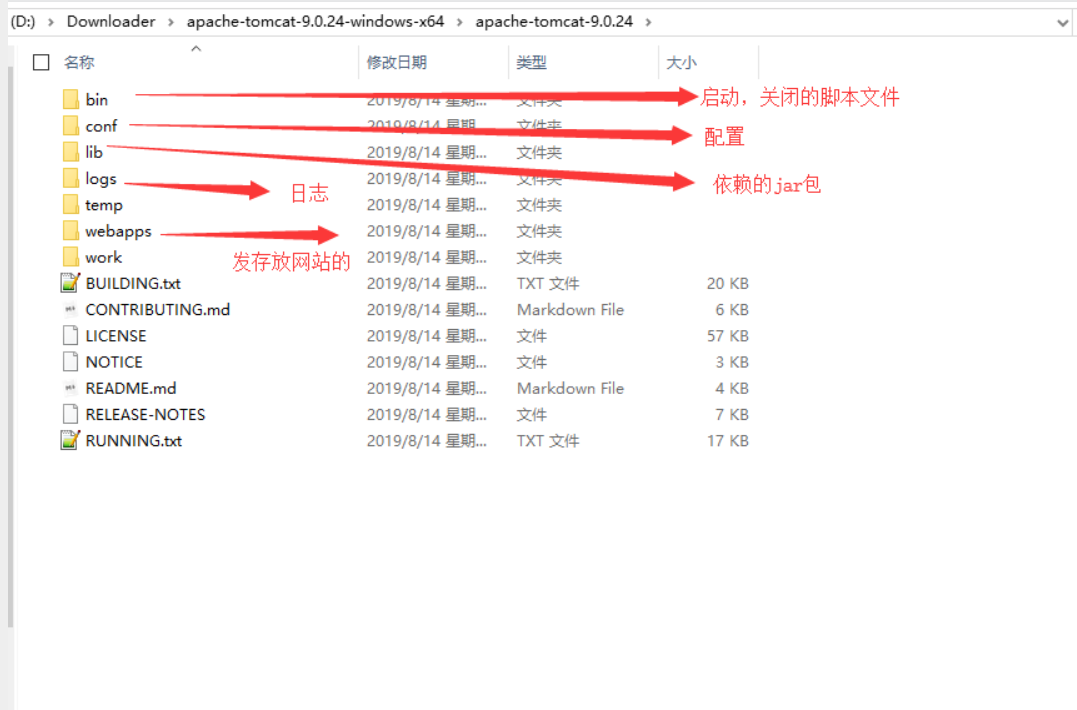 (D:) > Downloader > apache-tomcat-9.0.24-windows-x64 > apache-tomcat-9.0.24 >
名称 修改日期 类型 大小
bin 2019/8/14 星期... 文件夹 启动，关闭的脚本文件
conf 2019/8/14 星期... 文件夹 配置
lib 2019/8/14 星期... 文件夹
logs 2019/8/14 星期... 文件夹 依赖的jar包
日志
temp 2019/8/14 星期... 文件夹
webapps 2019/8/14 星期... 文件夹
work 2019/8/14 星期... 文件夹
发存放网站的
BUILDING.txt 2019/8/14 星期... TXT 文件 20 KB
CONTRIBUTING.md 2019/8/14 星期... Markdown File 6 KB
LICENSE 2019/8/14 星期... 文件 57 KB
NOTICE 2019/8/14 星期... 文件 3 KB
README.md 2019/8/14 星期... Markdown File 4 KB
RELEASE-NOTES 2019/8/14 星期... 文件 7 KB
RUNNING.txt 2019/8/14 星期... TXT 文件 17 KB